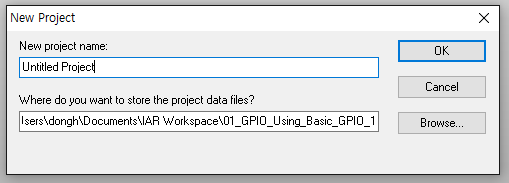 New Project
New project name:
OK
Untitled Project
Cancel
Where do you want to store the project data files?
sers\dongh\Documents\IAR Workspace\01_GPIO_Using_Basic_GPIO_1
Browse...